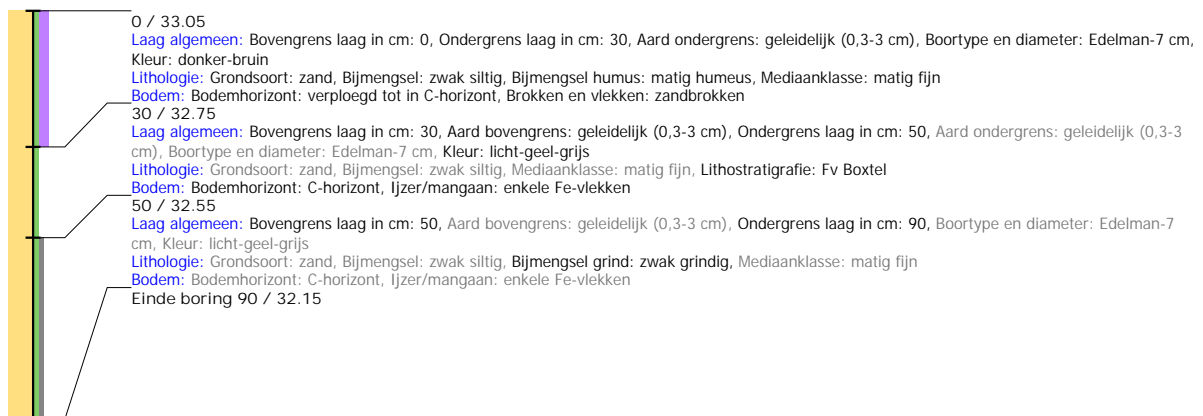 0 / 33.05
Laag algemeen: Bovengrens laag in cm: 0, Ondergrens laag in cm: 30, Aard ondergrens: geleidelijk (0,3-3 cm), Boortype en diameter: Edelman-7 cm,
Kleur: donker-bruin
Lithologie: Grondsoort: zand, Bijmengsel: zwak siltig, Bijmengsel humus: matig humeus, Mediaanklasse: matig fijn
Bodem: Bodemhorizont: verploegd tot in C-horizont, Brokken en vlekken: zandbrokken
30 / 32.75
Laag algemeen: Bovengrens laag in cm: 30, Aard bovengrens: geleidelijk (0,3-3 cm), Ondergrens laag in cm: 50, Aard ondergrens: geleidelijk (0,3-3
cm), Boortype en diameter: Edelman-7 cm, Kleur: licht-geel-grijs
Lithologie: Grondsoort: zand, Bijmengsel: zwak siltig, Mediaanklasse: matig fijn, Lithostratigrafie: Fv Boxtel
Bodem: Bodemhorizont: C-horizont, Ijzer/mangaan: enkele Fe-vlekken
50 / 32.55
Laag algemeen: Bovengrens laag in cm: 50, Aard bovengrens: geleidelijk (0,3-3 cm), Ondergrens laag in cm: 90, Boortype en diameter: Edelman-7
cm, Kleur: licht-geel-grijs
Lithologie: Grondsoort: zand, Bijmengsel: zwak siltig, Bijmengsel grind: zwak grindig, Mediaanklasse: matig fijn
Bodem: Bodemhorizont: C-horizont, Ijzer/mangaan: enkele Fe-vlekken
Einde boring 90 / 32.15